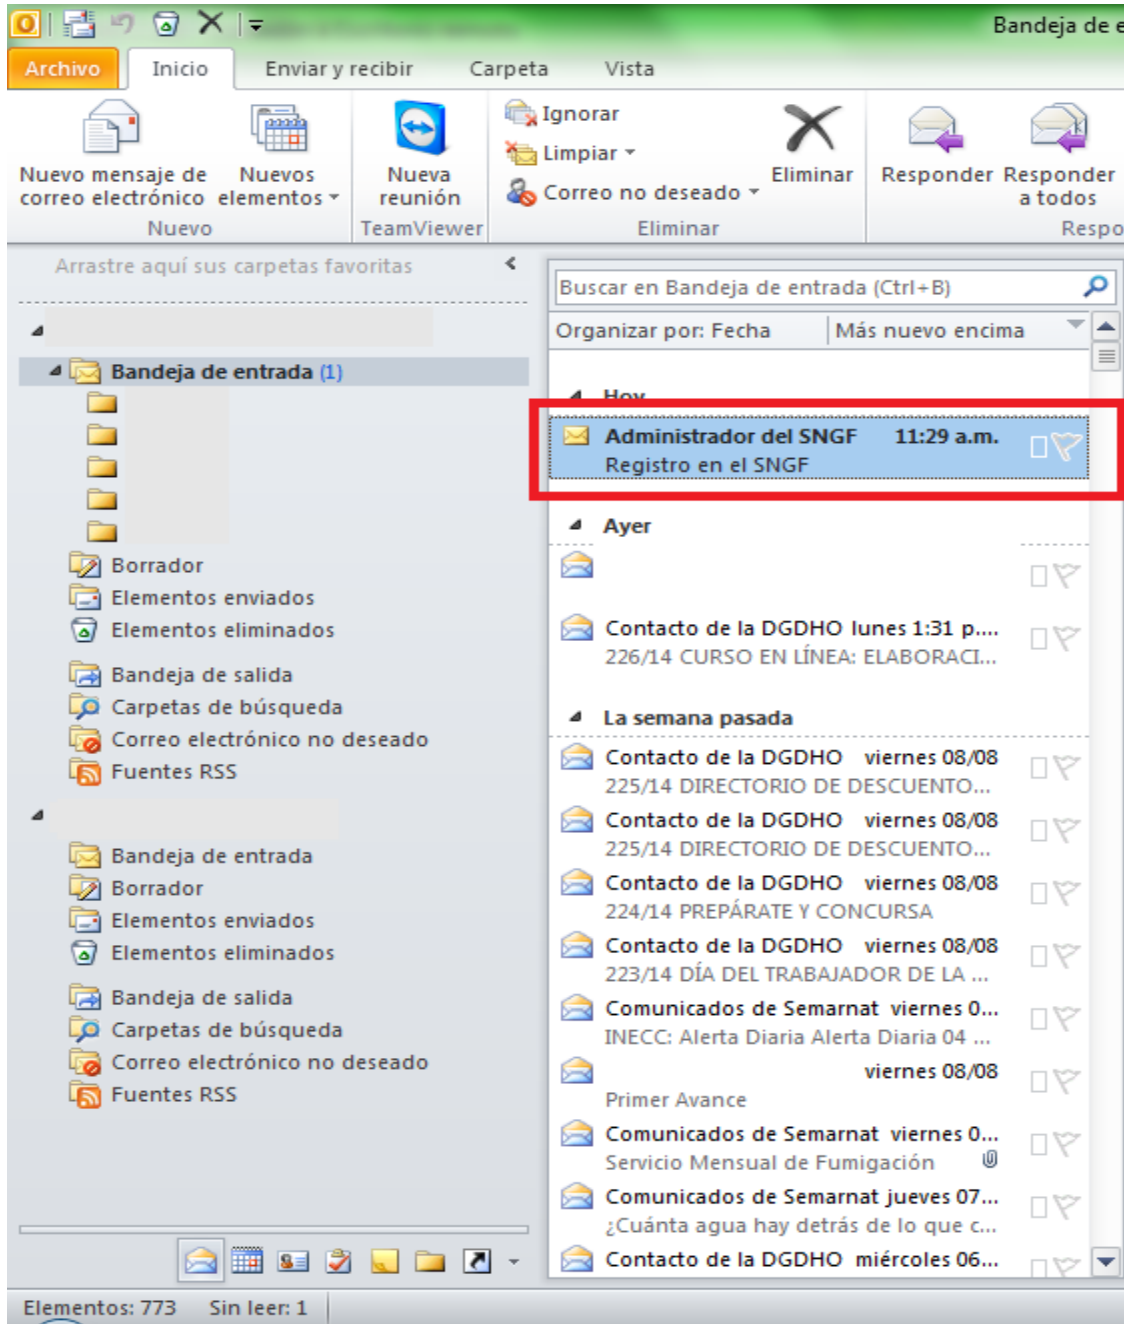 Bandeja de e
Archivo Inicio Enviar y recibir Carpeta Vista
Nuevo mensaje de correo electrónico
Nuevos elementos
Nuevo
Nueva reunión
TeamViewer
Ignorar
Limpiar
Correo no deseado
Eliminar
Eliminar
Responder
Responder a todos
Respo
Arrastre aquí sus carpetas favoritas
Bandeja de entrada (1)
Borrador
Elementos enviados
Elementos eliminados
Bandeja de salida
Carpetas de búsqueda
Correo electrónico no deseado
Fuentes RSS
Bandeja de entrada
Borrador
Elementos enviados
Elementos eliminados
Bandeja de salida
Carpetas de búsqueda
Correo electrónico no deseado
Fuentes RSS
Buscar en Bandeja de entrada (Ctrl+B)
Organizar por: Fecha Más nuevo encima
Hoy
Administrador del SNGF 11:29 a.m.
Registro en el SNGF
Ayer
Contacto de la DGDHO lunes 1:31 p....
226/14 CURSO EN LÍNEA: ELABORACI...
La semana pasada
Contacto de la DGDHO viernes 08/08
225/14 DIRECTORIO DE DESCUENTO...
Contacto de la DGDHO viernes 08/08
225/14 DIRECTORIO DE DESCUENTO...
Contacto de la DGDHO viernes 08/08
224/14 PREPÁRATE Y CONCURSA
Contacto de la DGDHO viernes 08/08
223/14 DÍA DEL TRABAJADOR DE LA ...
Comunicados de Semarnat viernes 0...
INECC: Alerta Diaria Alerta Diaria 04 ...
viernes 08/08
Primer Avance
Comunicados de Semarnat viernes 0...
Servicio Mensual de Fumigación
Comunicados de Semarnat jueves 07...
¿Cuánta agua hay detrás de lo que c...
Contacto de la DGDHO miércoles 06...
Elementos: 773 Sin leer: 1